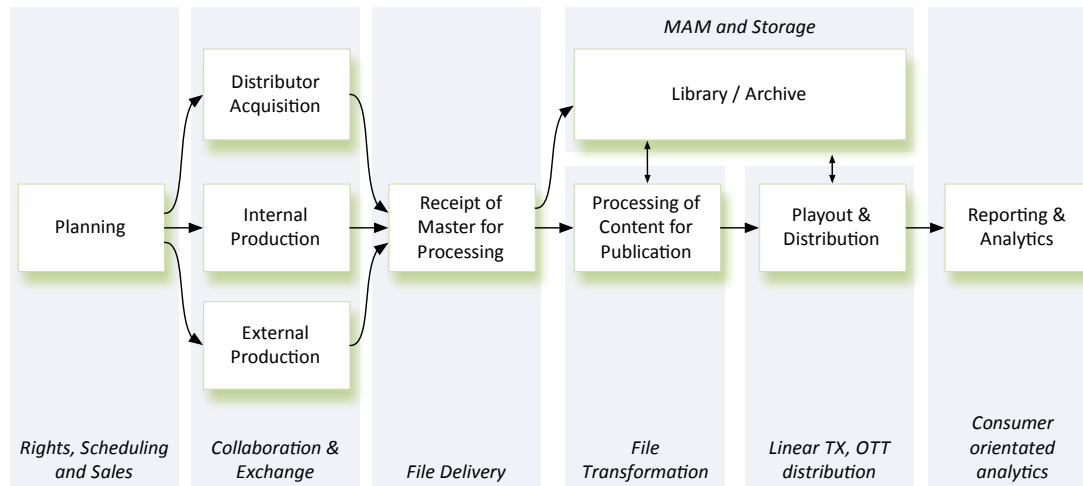 MAM and Storage
Distributor
Acquisition
Library / Archive
Planning
Internal
Production
Receipt of
Master for
Processing
Processing of
Content for
Publication
Playout &
Distribution
Reporting &
Analytics
External
Production
Rights, Scheduling
and Sales
Collaboration &
Exchange
File Delivery
File
Transformation
Linear TX, OTT
distribution
Consumer
orientated
analytics